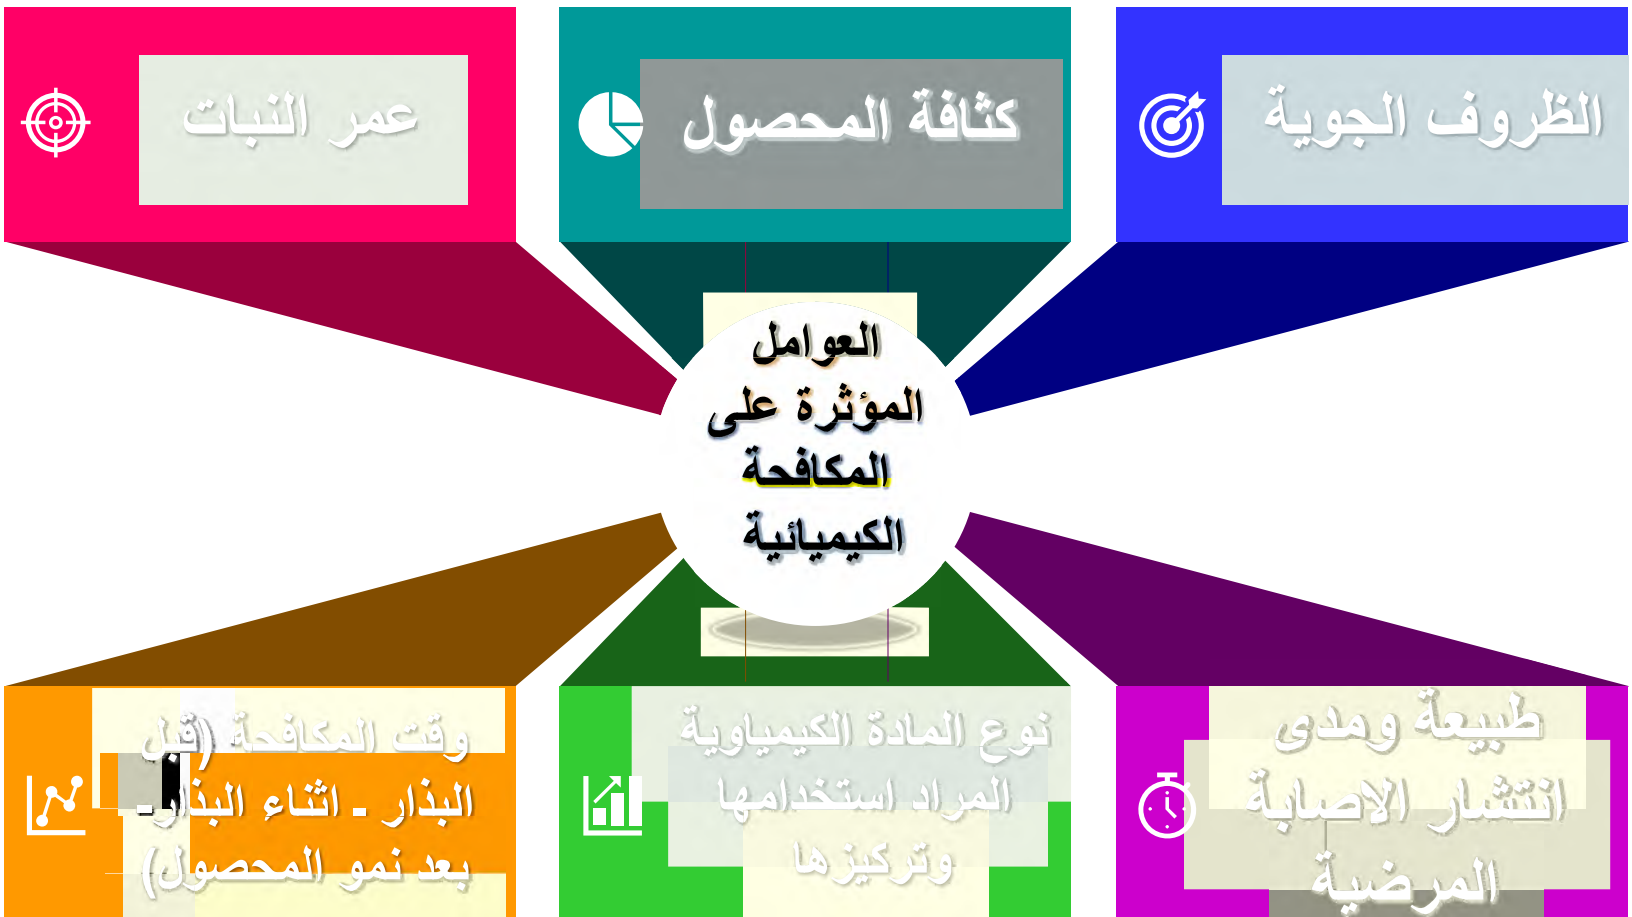 الظروف الجوية
كثافة المحصول
عمر النبات
العوامل
المؤثرة على
المكافحة
الكيميائية
طبيعة ومدى
انتشار الاصابة
المرضية
نوع المادة الكيمياوية
المراد استخدامها
وتركيزها
وقت المكافحة (قبل
البذار - اثناء البذار-
بعد نمو المحصول)